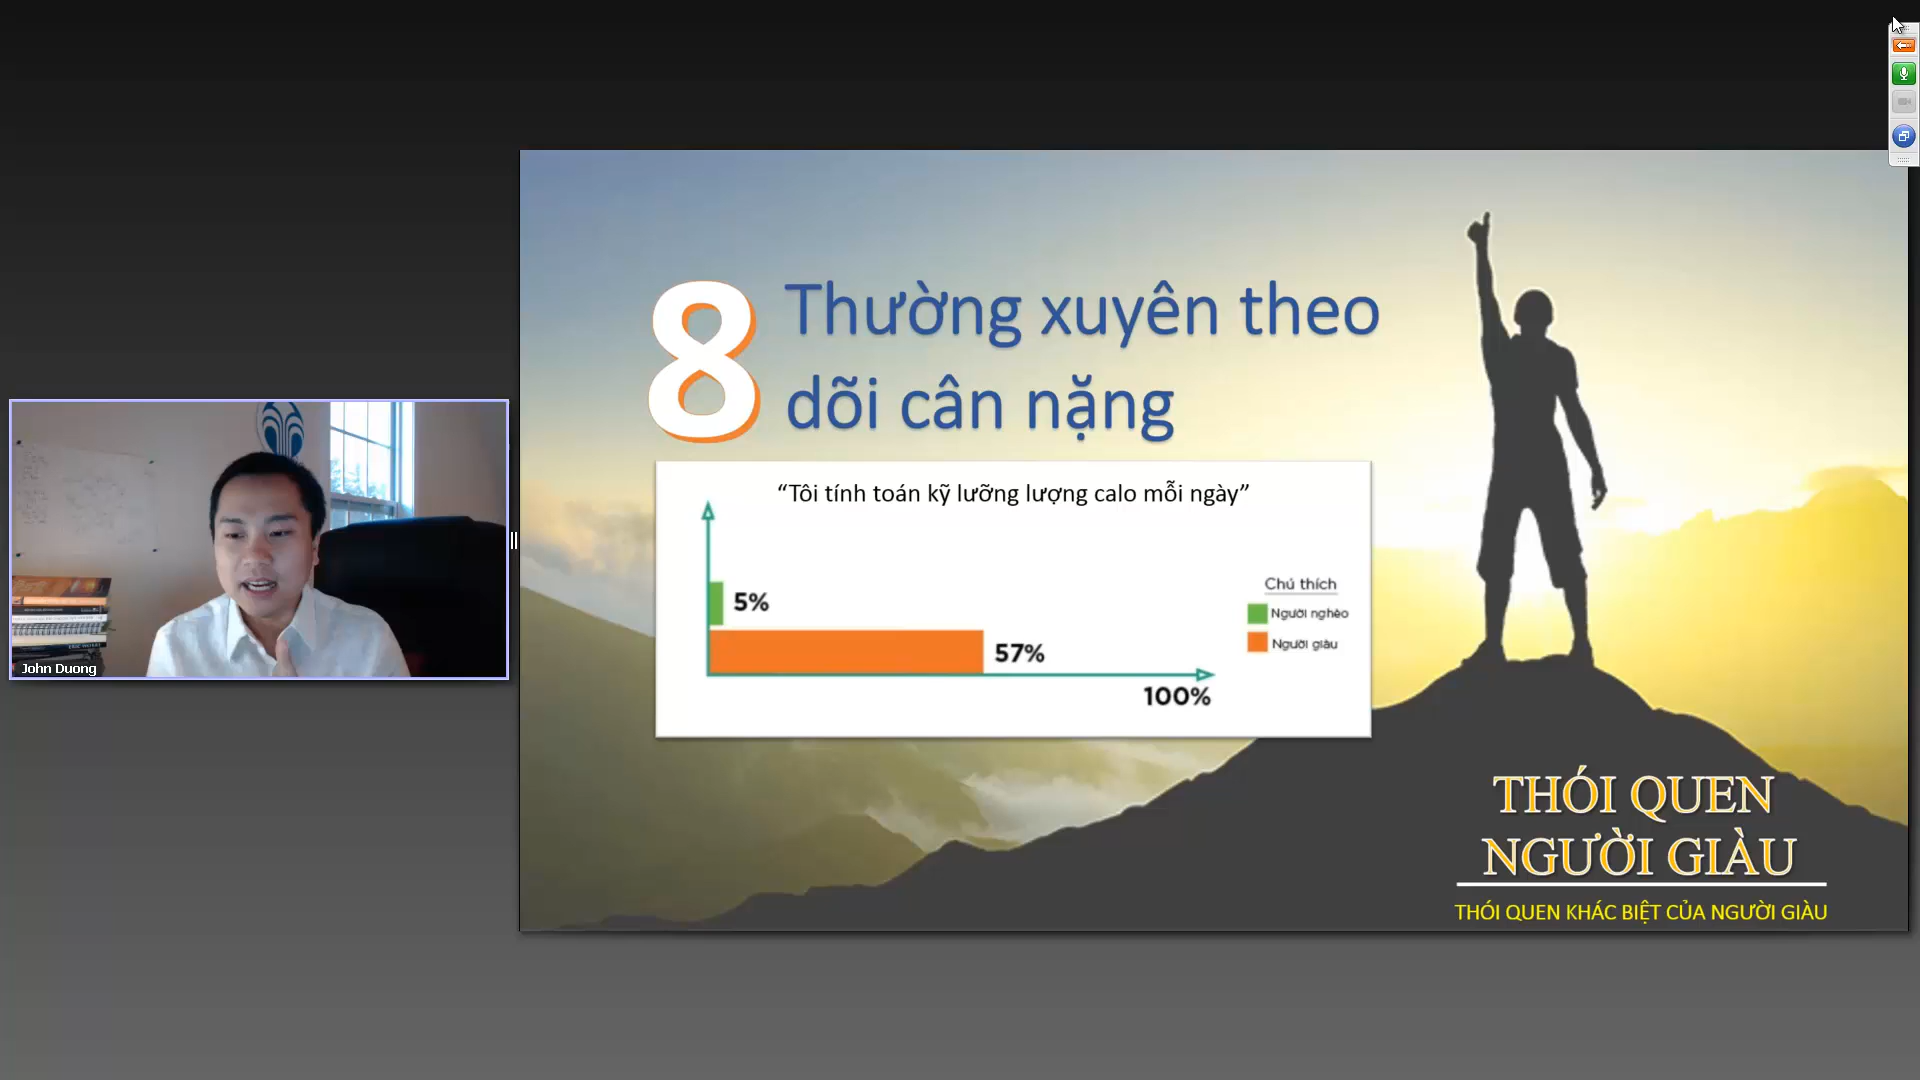 John Duong
8
Thường xuyên theo
dõi cân nặng
“Tôi tính toán kỹ lưỡng lượng calo mỗi ngày”
5%
57%
100%
Chú thích
Người nghèo
Người giàu
THÓI QUEN
NGƯỜI GIÀU
THÓI QUEN KHÁC BIỆT CỦA NGƯỜI GIÀU